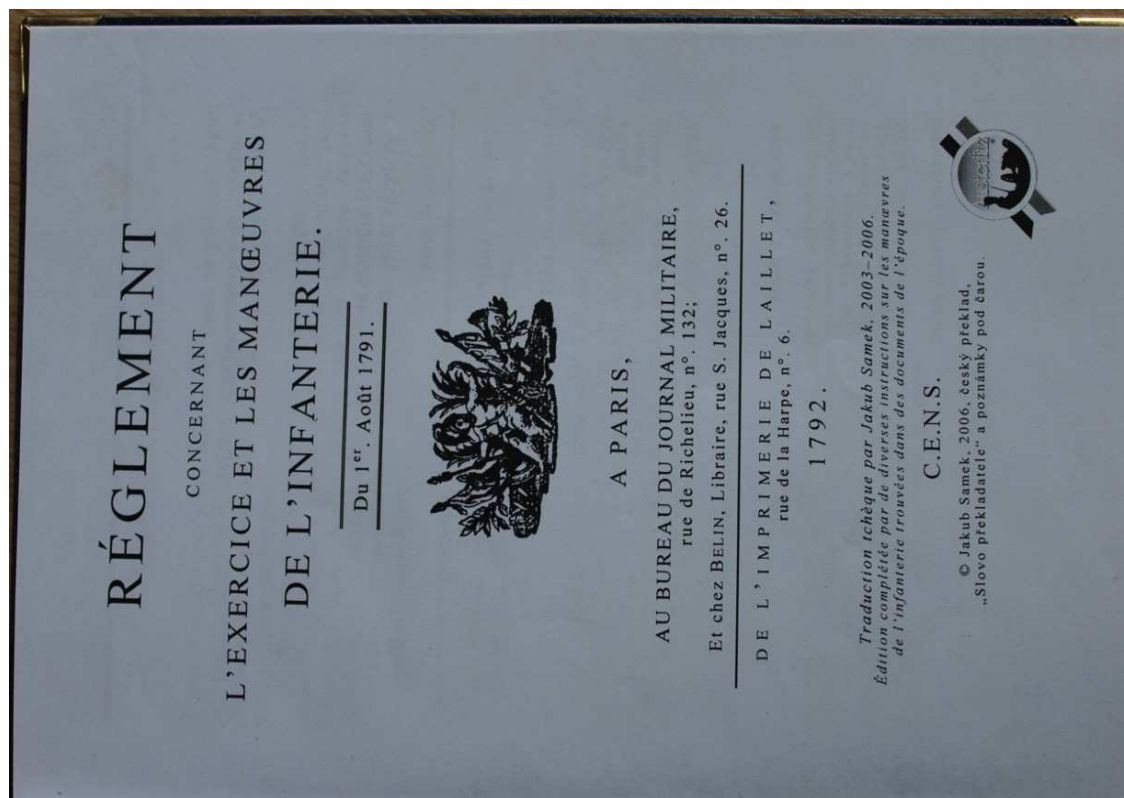 RÉGLEMENT
CONCERNANT
L'EXERCICE ET LES MANŒUVRES
DE L'INFANTERIE.
Du 1er. Août 1791.
A PARIS,
AU BUREAU DU JOURNAL MILITAIRE,
rue de Richelieu, n°. 132;
Et chez BELIN, Libraire, rue S. Jacques, n°. 26.
DE L'IMPRIMERIE DE LAILLET,
rue de la Harpe, n°. 6.
1792.
Traduction tchèque par Jakub Samek, 2003–2006.
Édition complétée par de diverses instructions sur les manœvres
de l'infanterie trouvées dans des documents de l'époque.
C.E.N.S.
© Jakub Samek, 2006, český překlad,
„Slovo překladatele“ a poznámky pod čarou.